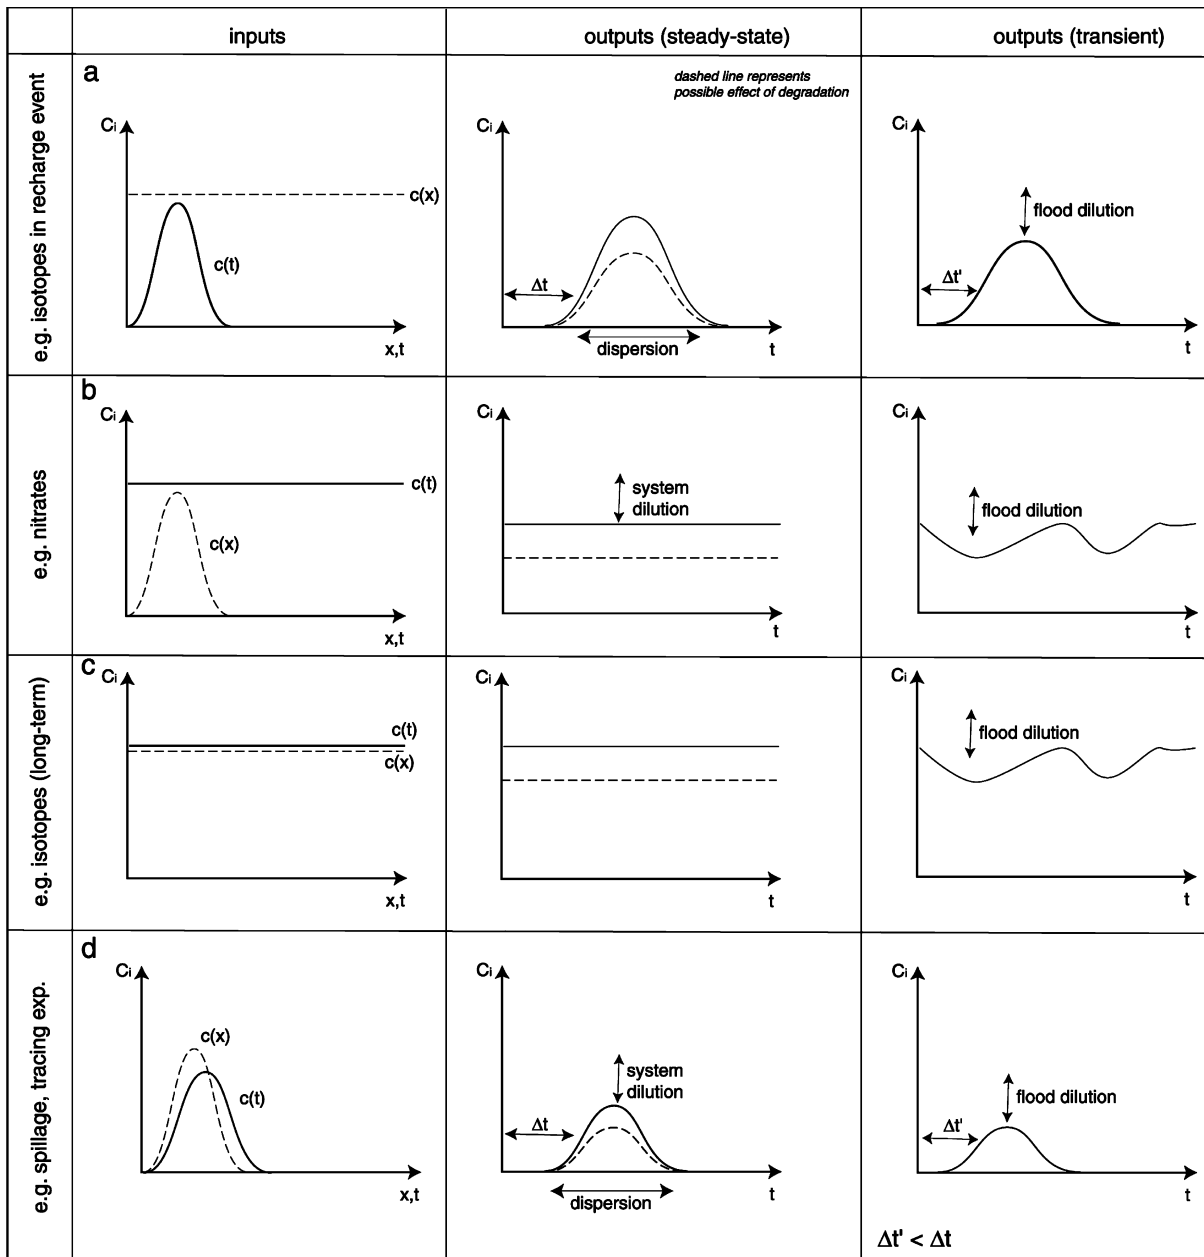 inputs
outputs (steady-state)
outputs (transient)
e.g. isotopes in recharge event
a
Ci
c(x)
c(t)
x,t
dashed line represents
possible effect of degradation
Ci
Δt
dispersion
t
Ci
flood dilution
Δt'
t
e.g. nitrates
b
Ci
c(t)
c(x)
x,t
Ci
system
dilution
t
Ci
flood dilution
t
e.g. isotopes (long-term)
c
Ci
c(t)
c(x)
x,t
Ci
t
Ci
flood dilution
t
e.g. spillage, tracing exp.
d
Ci
c(x)
c(t)
x,t
Ci
system
dilution
Δt
dispersion
t
Ci
flood dilution
Δt'
t
Δt' < Δt